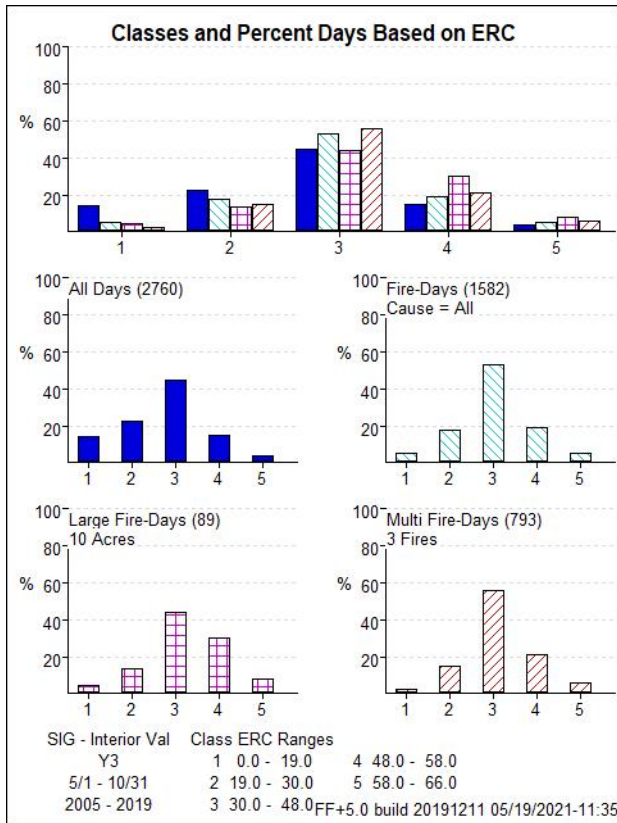 Classes and Percent Days Based on ERC
100
80
% 60
40
20
1 2 3 4 5
100 All Days (2760)
80
% 60
40
20
1 2 3 4 5
100 Fire-Days (1582)
Cause = All
80
% 60
40
20
1 2 3 4 5
100 Large Fire-Days (89)
10 Acres
80
% 60
40
20
1 2 3 4 5
100 Multi Fire-Days (793)
3 Fires
80
% 60
40
20
1 2 3 4 5
SIG - Interior Val Class ERC Ranges
Y3 1 0.0 - 19.0 4 48.0 - 58.0
5/1 - 10/31 2 19.0 - 30.0 5 58.0 - 66.0
2005 - 2019 3 30.0 - 48.0 FF+5.0 build 20191211 05/19/2021-11:35